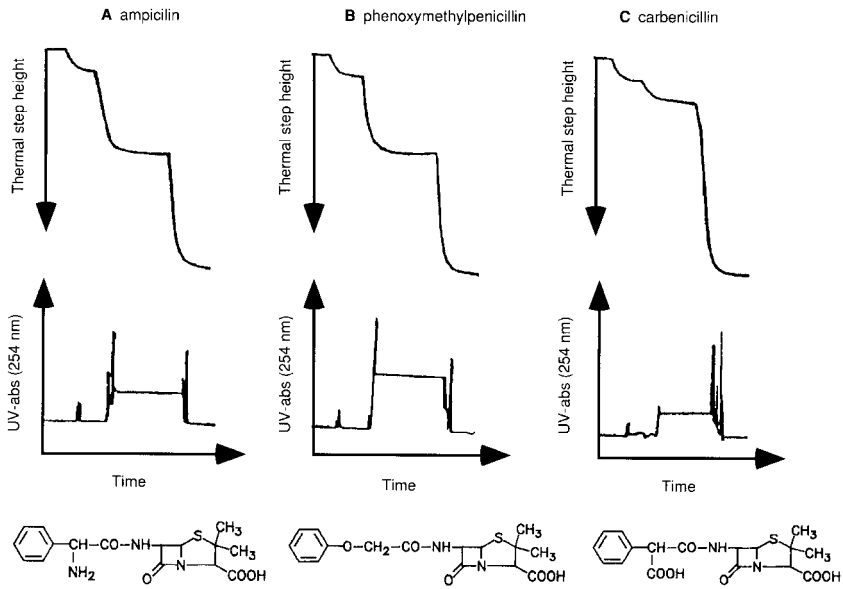 A ampicilin
B phenoxymethylpenicillin
C carbenicillin
Thermal step height
Thermal step height
Thermal step height
UV-abs (254 nm)
UV-abs (254 nm)
UV-abs (254 nm)
Time
Time
Time
CH—CO—NH
NH2
S
CH3
CH3
O
N
COOH
O—CH2—CO—NH
S
CH3
CH3
O
N
COOH
CH—CO—NH
COOH
S
CH3
CH3
O
N
COOH